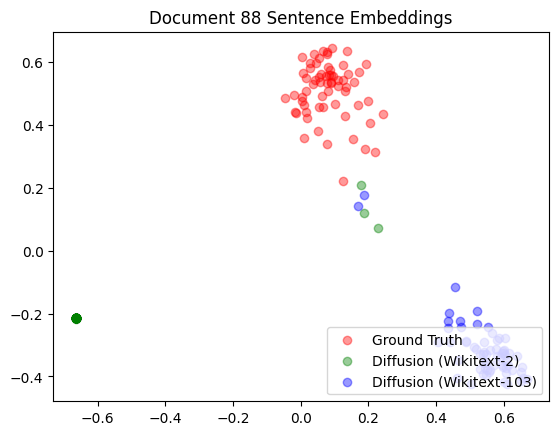 Document 88 Sentence Embeddings
0.6
0.4
0.2
0.0
−0.2
−0.4
Ground Truth
Diffusion (Wikitext-2)
Diffusion (Wikitext-103)
−0.6 −0.4 −0.2 0.0 0.2 0.4 0.6